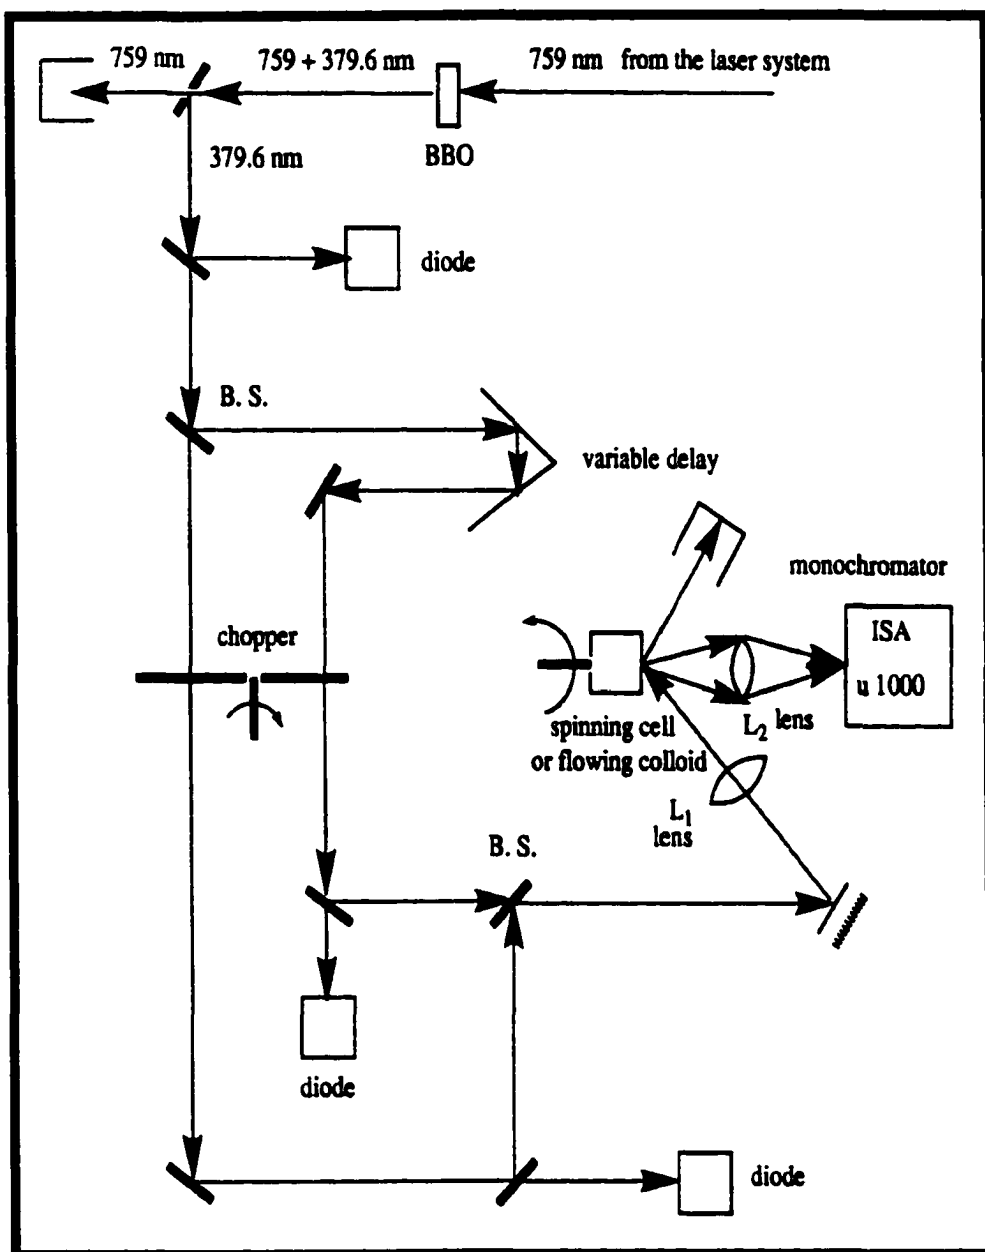 759 nm
759 + 379.6 nm
759 nm from the laser system
BBO
379.6 nm
diode
B. S.
variable delay
monochromator
chopper
ISA
u 1000
L2 lens
spinning cell
or flowing colloid
L1
lens
B. S.
diode
diode